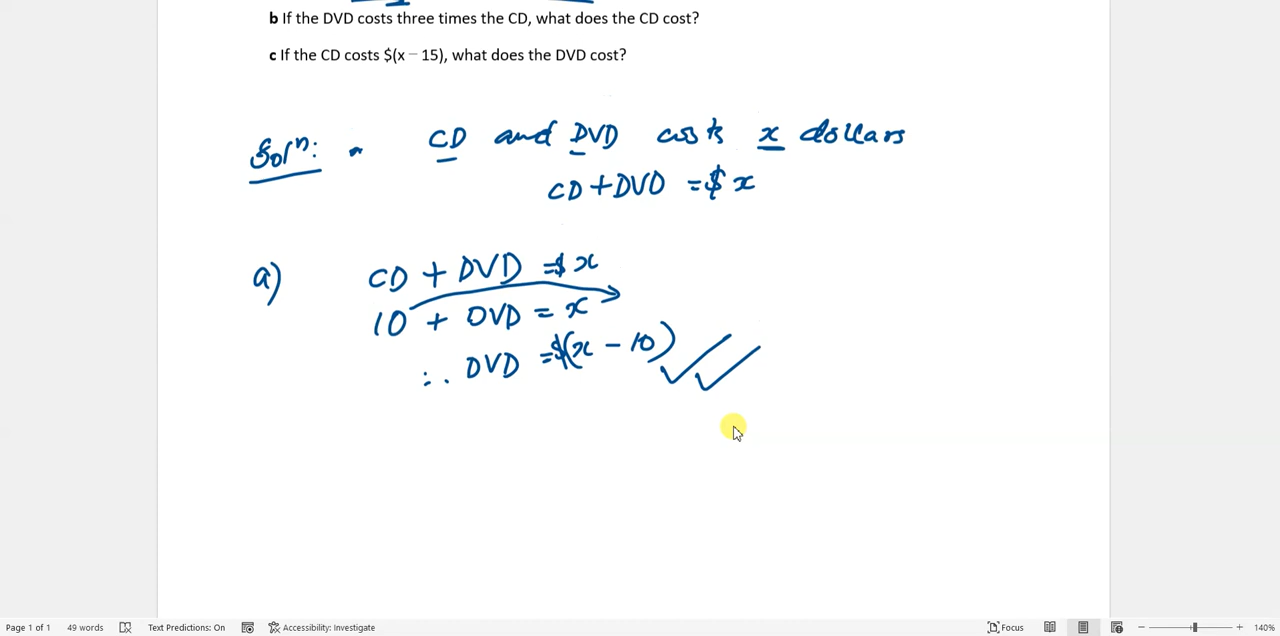 b If the DVD costs three times the CD, what does the CD cost?
c If the CD costs $(x − 15), what does the DVD cost?
Solⁿ: CD and DVD costs x dollars
CD + DVD = $ x
a) CD + DVD = $ x
10 + DVD = x
∴ DVD = $(x − 10)
Page 1 of 1 49 words Text Predictions: On Accessibility: Investigate Focus 140%